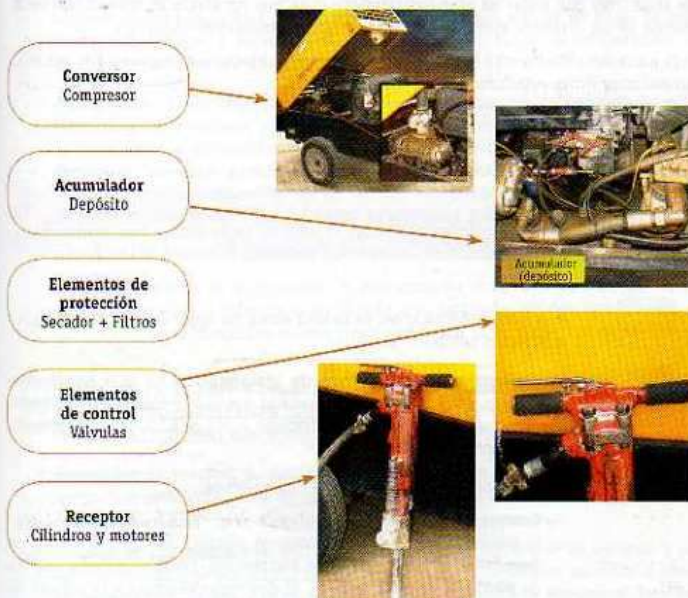 Conversor
Compresor
Acumulador
Depósito
Acumulador
(depósito)
Elementos de
protección
Secador + Filtros
Elementos
de control
Válvulas
Receptor
Cilindros y motores